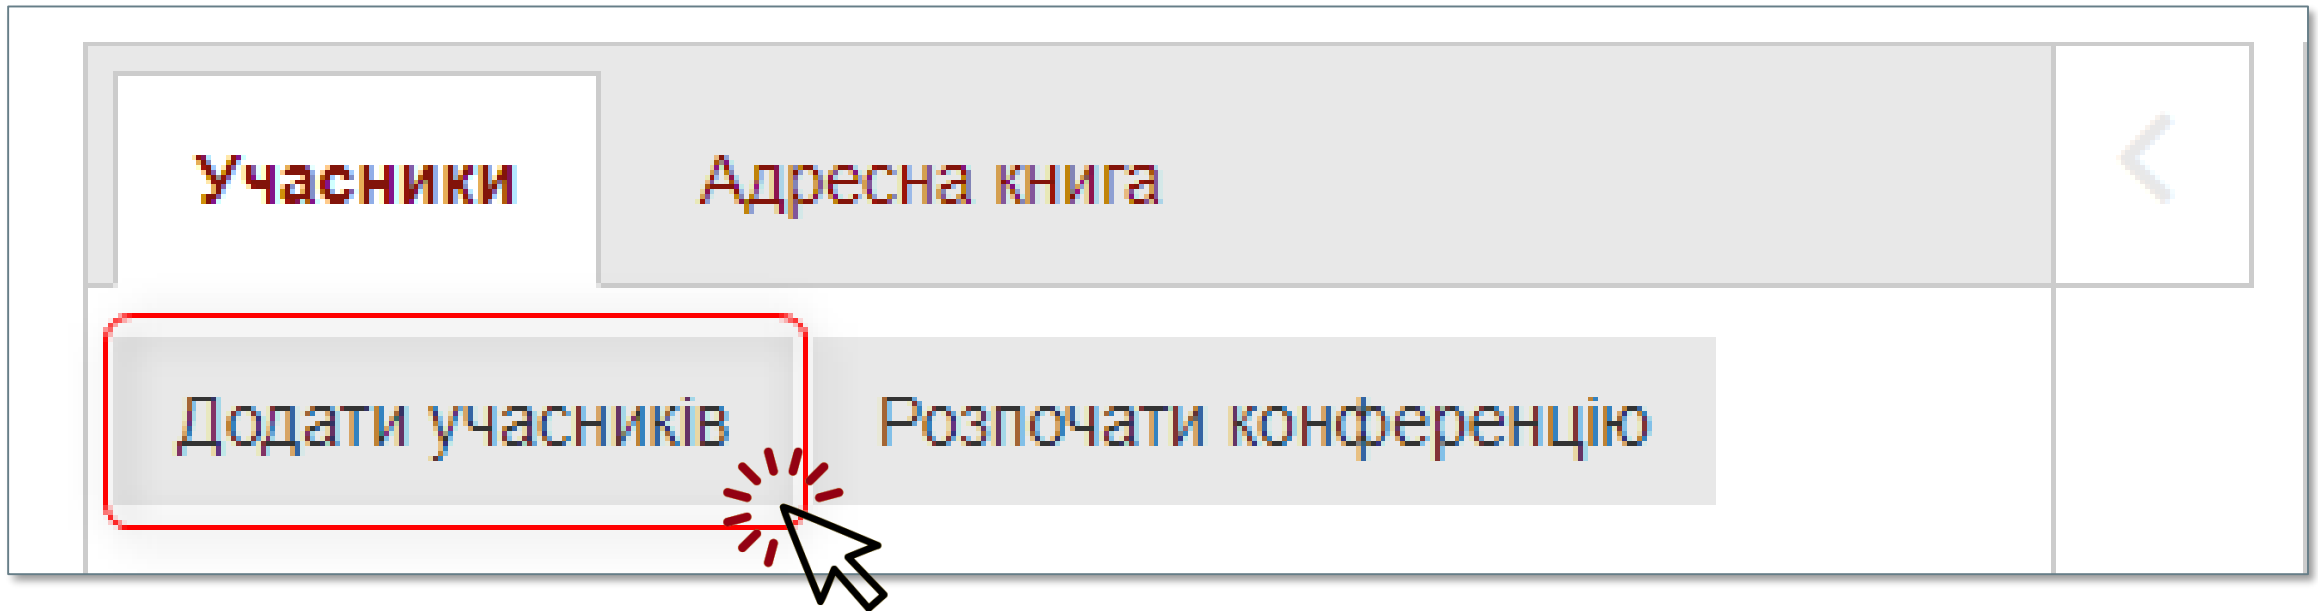 Учасники Адресна книга
Додати учасників Розпочати конференцію